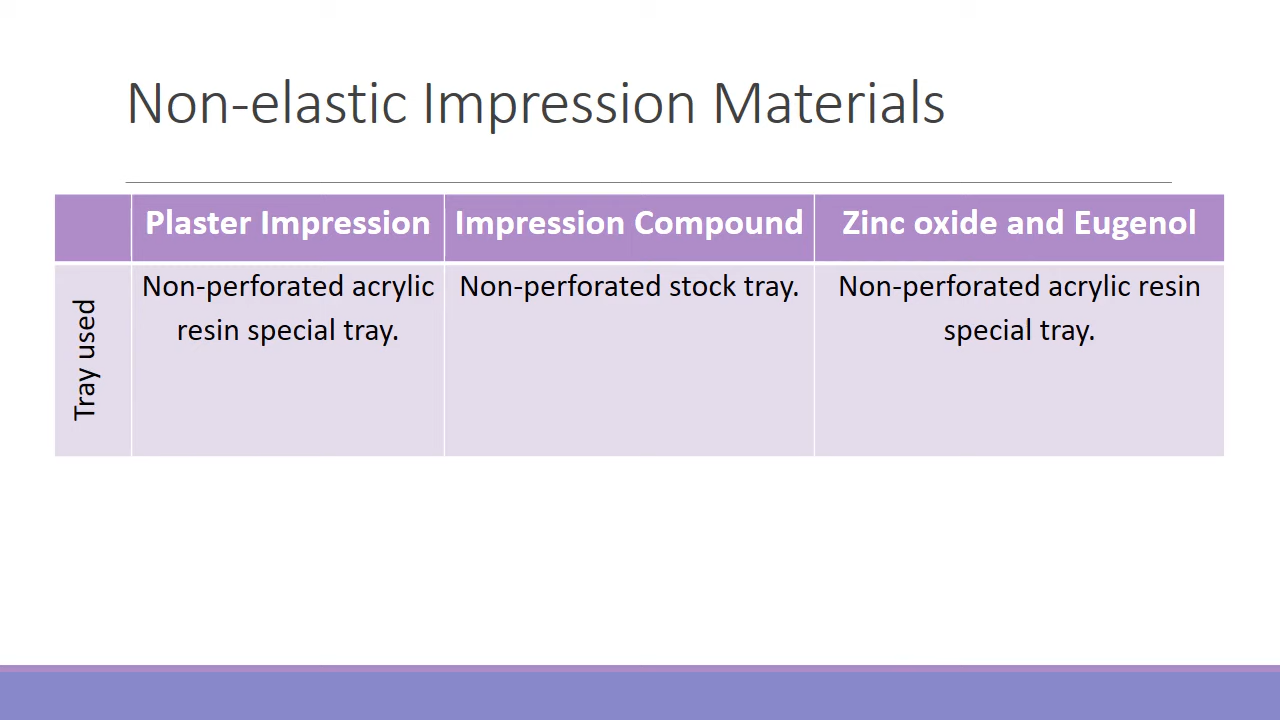 Non-elastic Impression Materials
Plaster Impression
Impression Compound
Zinc oxide and Eugenol
Tray used
Non-perforated acrylic
resin special tray.
Non-perforated stock tray.
Non-perforated acrylic resin
special tray.